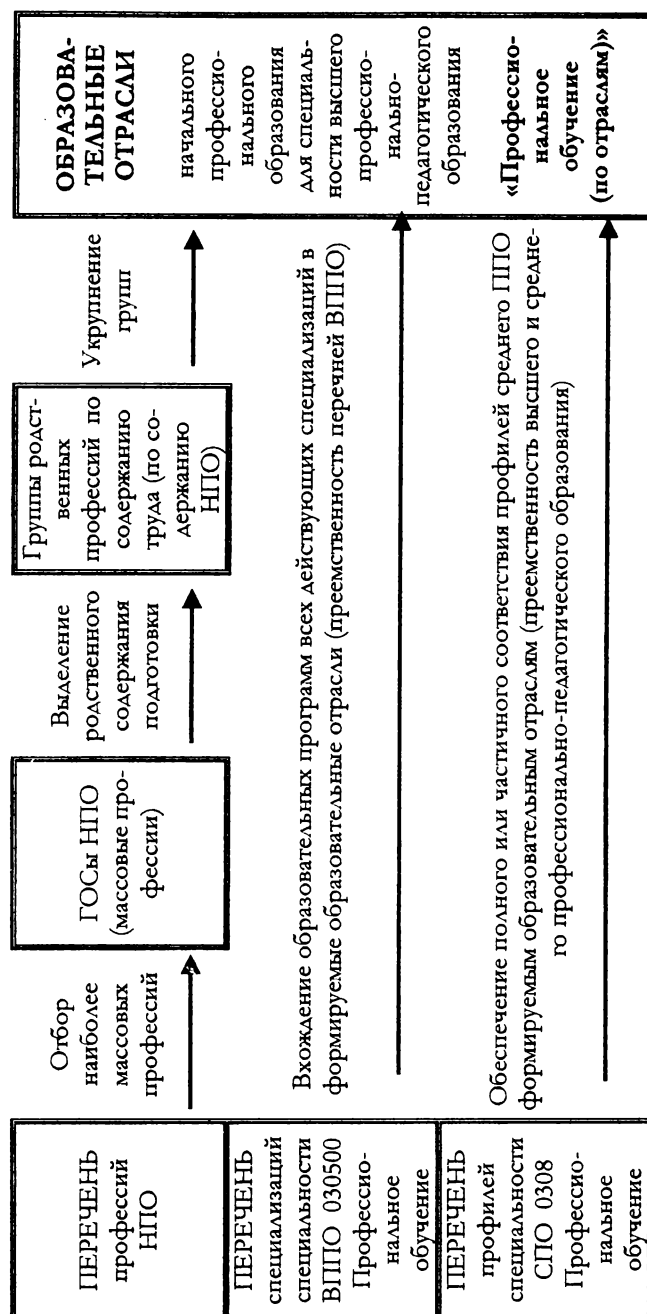 ПЕРЕЧЕНЬ
профессий
НПО
Отбор
наиболее
массовых
профессий
ГОСы НПО
(массовые про-
фессии)
Выделение
родственного
содержания
подготовки
Группы родст-
венных
профессий по
содержанию
труда (по со-
держанию
НПО)
Укрупнение
групп
ОБРАЗОВА-
ТЕЛЬНЫЕ
ОТРАСЛИ
начального
профессио-
нального
образования
для специаль-
ности высшего
профессио-
нально-
педагогического
образования
«Профессио-
нальное
обучение
(по отраслям)»
ПЕРЕЧЕНЬ
специализаций
специальности
ВППО 030500
Профессио-
нальное
обучение
Вхождение образовательных программ всех действующих специализаций в
формируемые образовательные отрасли (преемственность перечней ВППО)
ПЕРЕЧЕНЬ
профилей
специальности
СПО 0308
Профессио-
нальное
обучение
Обеспечение полного или частичного соответствия профилей среднего ППО
формируемым образовательным отраслям (преемственность высшего и средне-
го профессионально-педагогического образования)